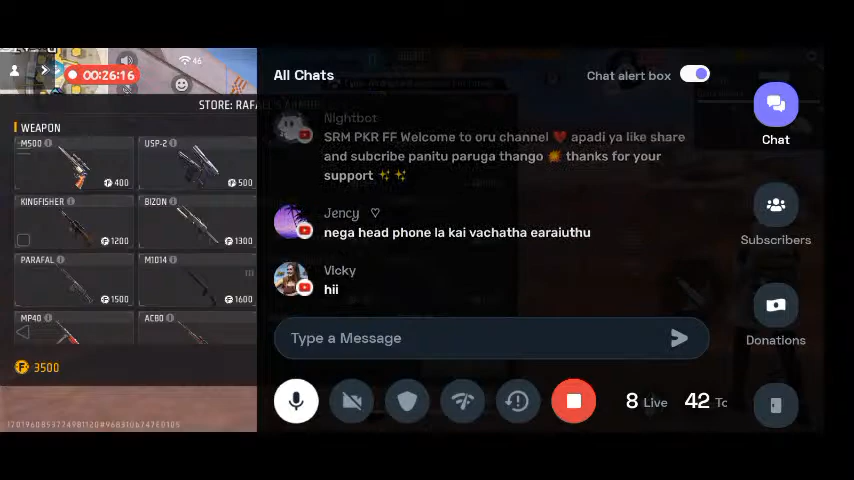 00:26:16
46
STORE: RAFA
WEAPON
M500
400
USP-2
500
KINGFISHER
1200
BIZON
1300
PARAFAL
1500
M1014
1600
MP40
AC80
3500
All Chats
Chat alert box
Nightbot
SRM PKR FF Welcome to oru channel ❤️ apadi ya like share
and subcribe panitu paruga thango 💥 thanks for your
support ✨ ✨
Jency ♡
nega head phone la kai vachatha earaiuthu
Vicky
hii
Type a Message
8 Live
42 To
Chat
Subscribers
Donations